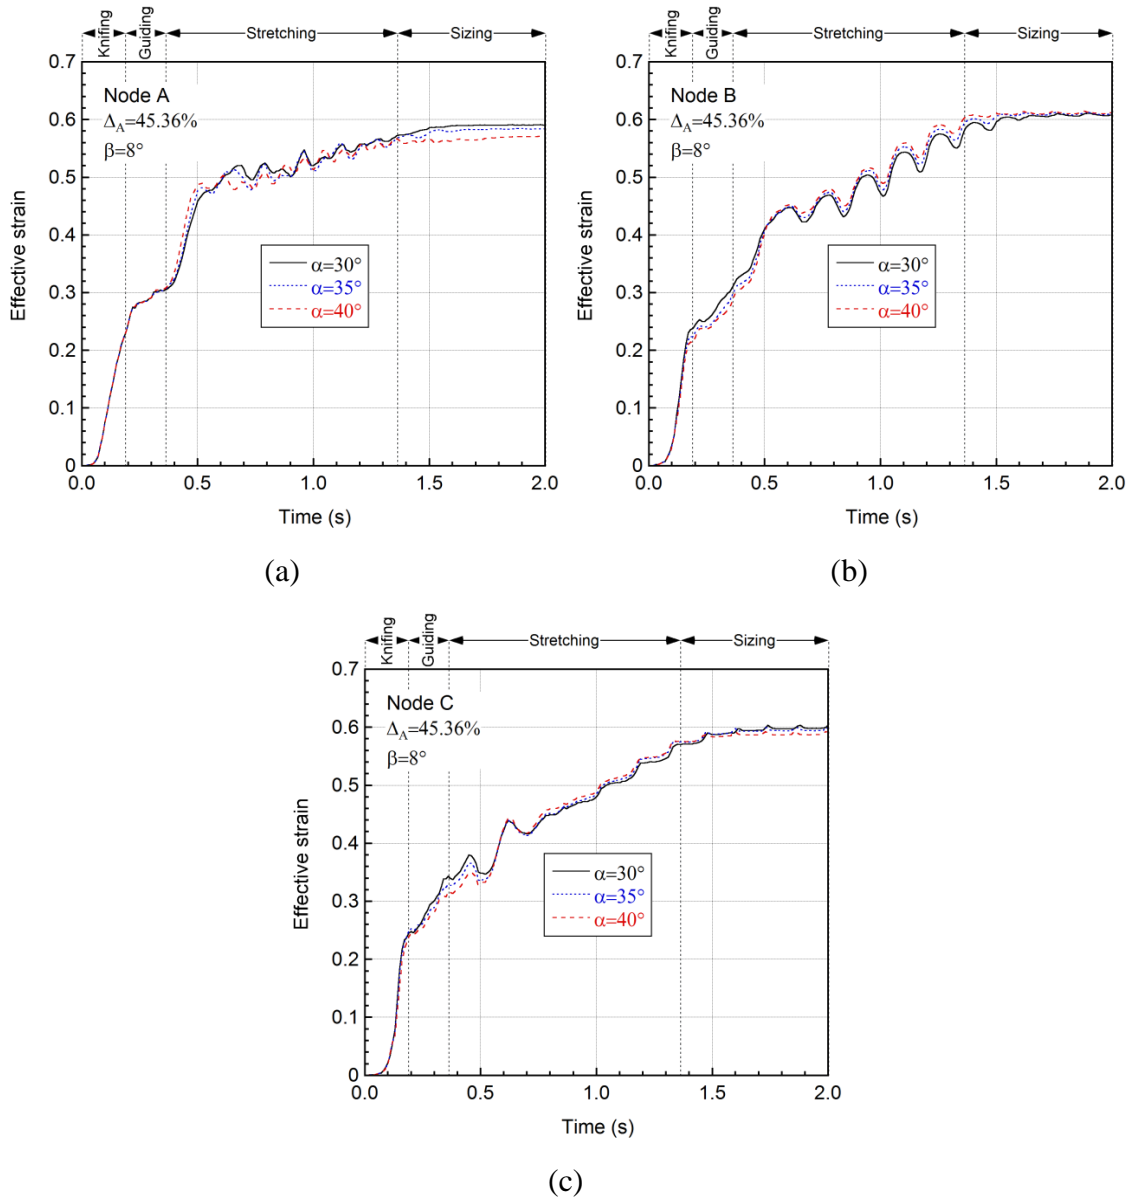 Knifing Guiding Stretching Sizing
0.7
0.6
0.5
0.4
0.3
0.2
0.1
0
Effective strain
Node A
Δ_A=45.36%
β=8°
α=30°
α=35°
α=40°
0.0 0.5 1.0 1.5 2.0
Time (s)
(a)
Knifing Guiding Stretching Sizing
0.7
0.6
0.5
0.4
0.3
0.2
0.1
0
Effective strain
Node B
Δ_A=45.36%
β=8°
α=30°
α=35°
α=40°
0.0 0.5 1.0 1.5 2.0
Time (s)
(b)
Knifing Guiding Stretching Sizing
0.7
0.6
0.5
0.4
0.3
0.2
0.1
0
Effective strain
Node C
Δ_A=45.36%
β=8°
α=30°
α=35°
α=40°
0.0 0.5 1.0 1.5 2.0
Time (s)
(c)